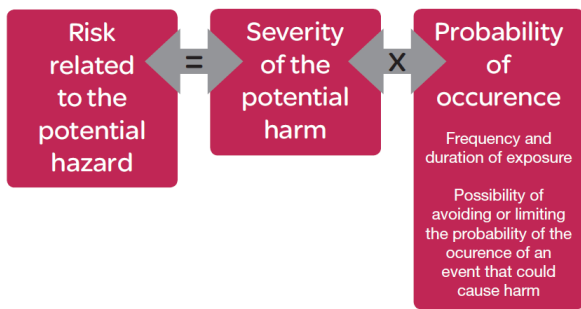 Risk
related
to the
potential
hazard
=
Severity
of the
potential
harm
X
Probability
of
occurence
Frequency and
duration of exposure
Possibility of
avoiding or limiting
the probability of the
ocurence of an
event that could
cause harm